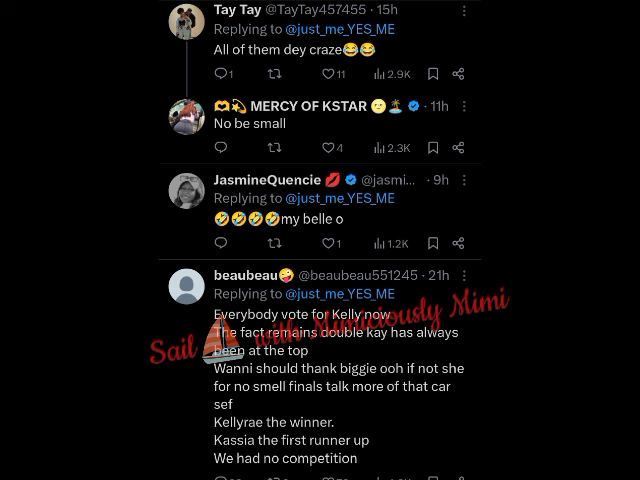 Tay Tay @TayTay457455 · 15h
Replying to @just_me_YES_ME
All of them dey craze😂😂
1 11 2.9K
🫶💫 MERCY OF KSTAR 🌝🏝️ · 11h
No be small
4 2.3K
JasmineQuencie 💋 @jasmi... · 9h
Replying to @just_me_YES_ME
🤣🤣🤣🤣my belle o
1 1.2K
beaubeau🤪 @beaubeau551245 · 21h
Replying to @just_me_YES_ME
Everybody vote for Kelly now
The fact remains double kay has always
been at the top
Wanni should thank biggie ooh if not she
for no smell finals talk more of that car
sef
Kellyrae the winner.
Kassia the first runner up
We had no competition
Sail with Mimiciously Mimi